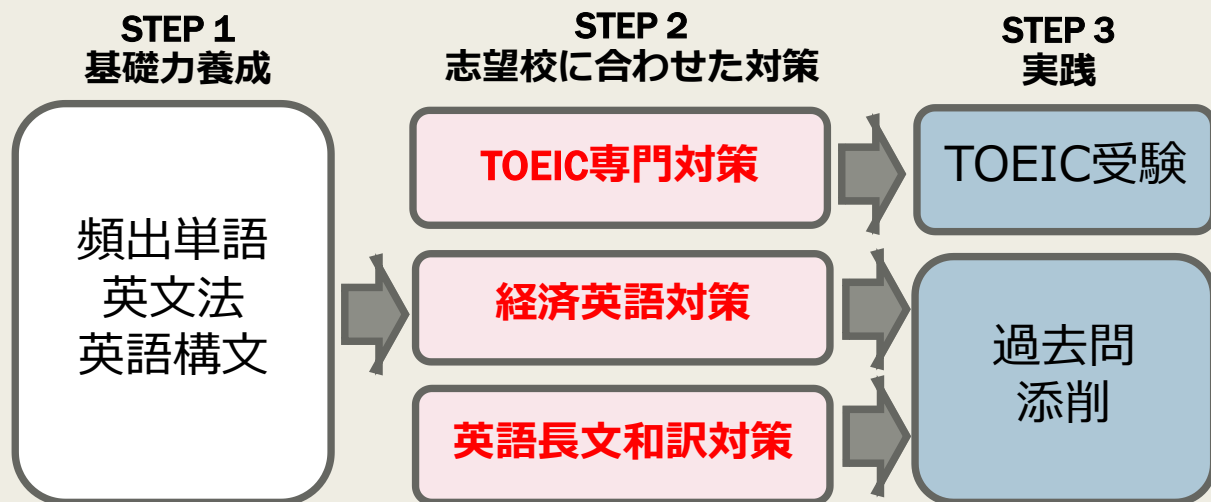 STEP 1
基礎力養成
頻出単語
英文法
英語構文
STEP 2
志望校に合わせた対策
TOEIC専門対策
経済英語対策
英語長文和訳対策
STEP 3
実践
TOEIC受験
過去問
添削